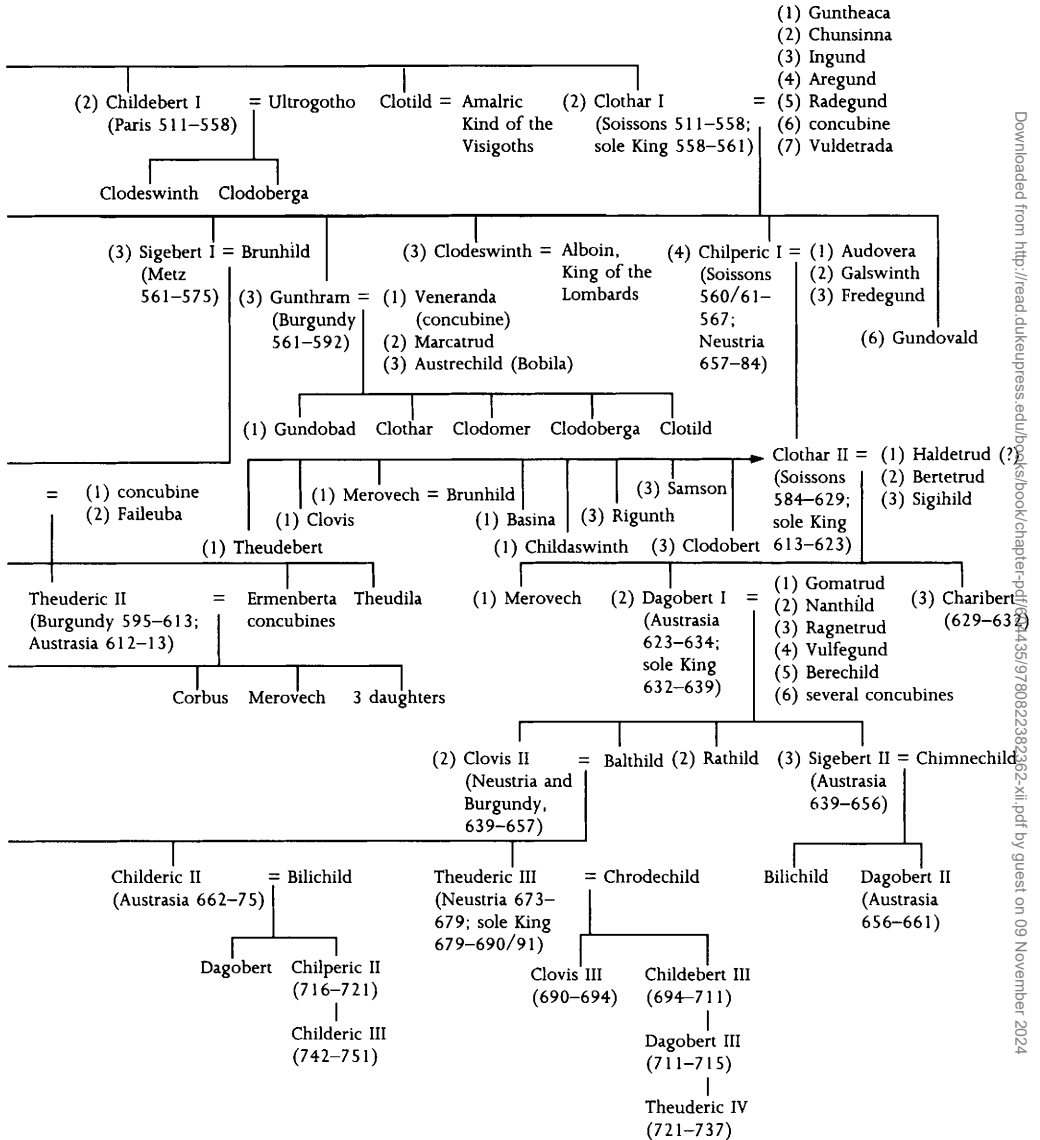 (1) Guntheaca
(2) Chunsinna
(3) Ingund
(4) Aregund
(2) Childebert I = Ultrogotho Clotild = Amalric (2) Clothar I = (5) Radegund
(Paris 511–558) Kind of the (Soissons 511–558; (6) concubine
Visigoths sole King 558–561) (7) Vuldetrada
Clodeswinth Clodoberga
(3) Sigebert I = Brunhild (3) Clodeswinth = Alboin, (4) Chilperic I = (1) Audovera
(Metz King of the (Soissons (2) Galswinth
561–575) (3) Gunthram = (1) Veneranda Lombards 560/61– (3) Fredegund
(Burgundy (concubine) 567;
561–592) (2) Marcatrud Neustria (6) Gundovald
(3) Austrechild (Bobila) 657–84)
(1) Gundobad Clothar Clodomer Clodoberga Clotild
Clothar II = (1) Haldetrud (?)
= (1) concubine (1) Merovech = Brunhild (3) Samson (Soissons (2) Bertetrud
(2) Faileuba 584–629; (3) Sigihild
(1) Clovis (1) Basina (3) Rigunth sole King
(1) Theudebert (1) Childaswinth (3) Clodobert 613–623)
(1) Gomatrud
Theuderic II = Ermenberta Theudila (1) Merovech (2) Dagobert I = (2) Nanthild (3) Charibert
(Burgundy 595–613; concubines (Austrasia (3) Ragnetrud (629–632)
Austrasia 612–13) 623–634; (4) Vulfegund
sole King (5) Berechild
Corbus Merovech 3 daughters 632–639) (6) several concubines
(2) Clovis II = Balthild (2) Rathild (3) Sigebert II = Chimnechild
(Neustria and (Austrasia
Burgundy, 639–656)
639–657)
Childeric II = Bilichild Theuderic III = Chrodechild Bilichild Dagobert II
(Austrasia 662–75) (Neustria 673– (Austrasia
679; sole King 656–661)
679–690/91)
Dagobert Chilperic II Clovis III Childebert III
(716–721) (690–694) (694–711)
Childeric III Dagobert III
(742–751) (711–715)
Theuderic IV
(721–737)
Downloaded from http://read.dukeupress.edu/books/book/chapter-pdf/604435/9780822382362-xii.pdf by guest on 09 November 2024